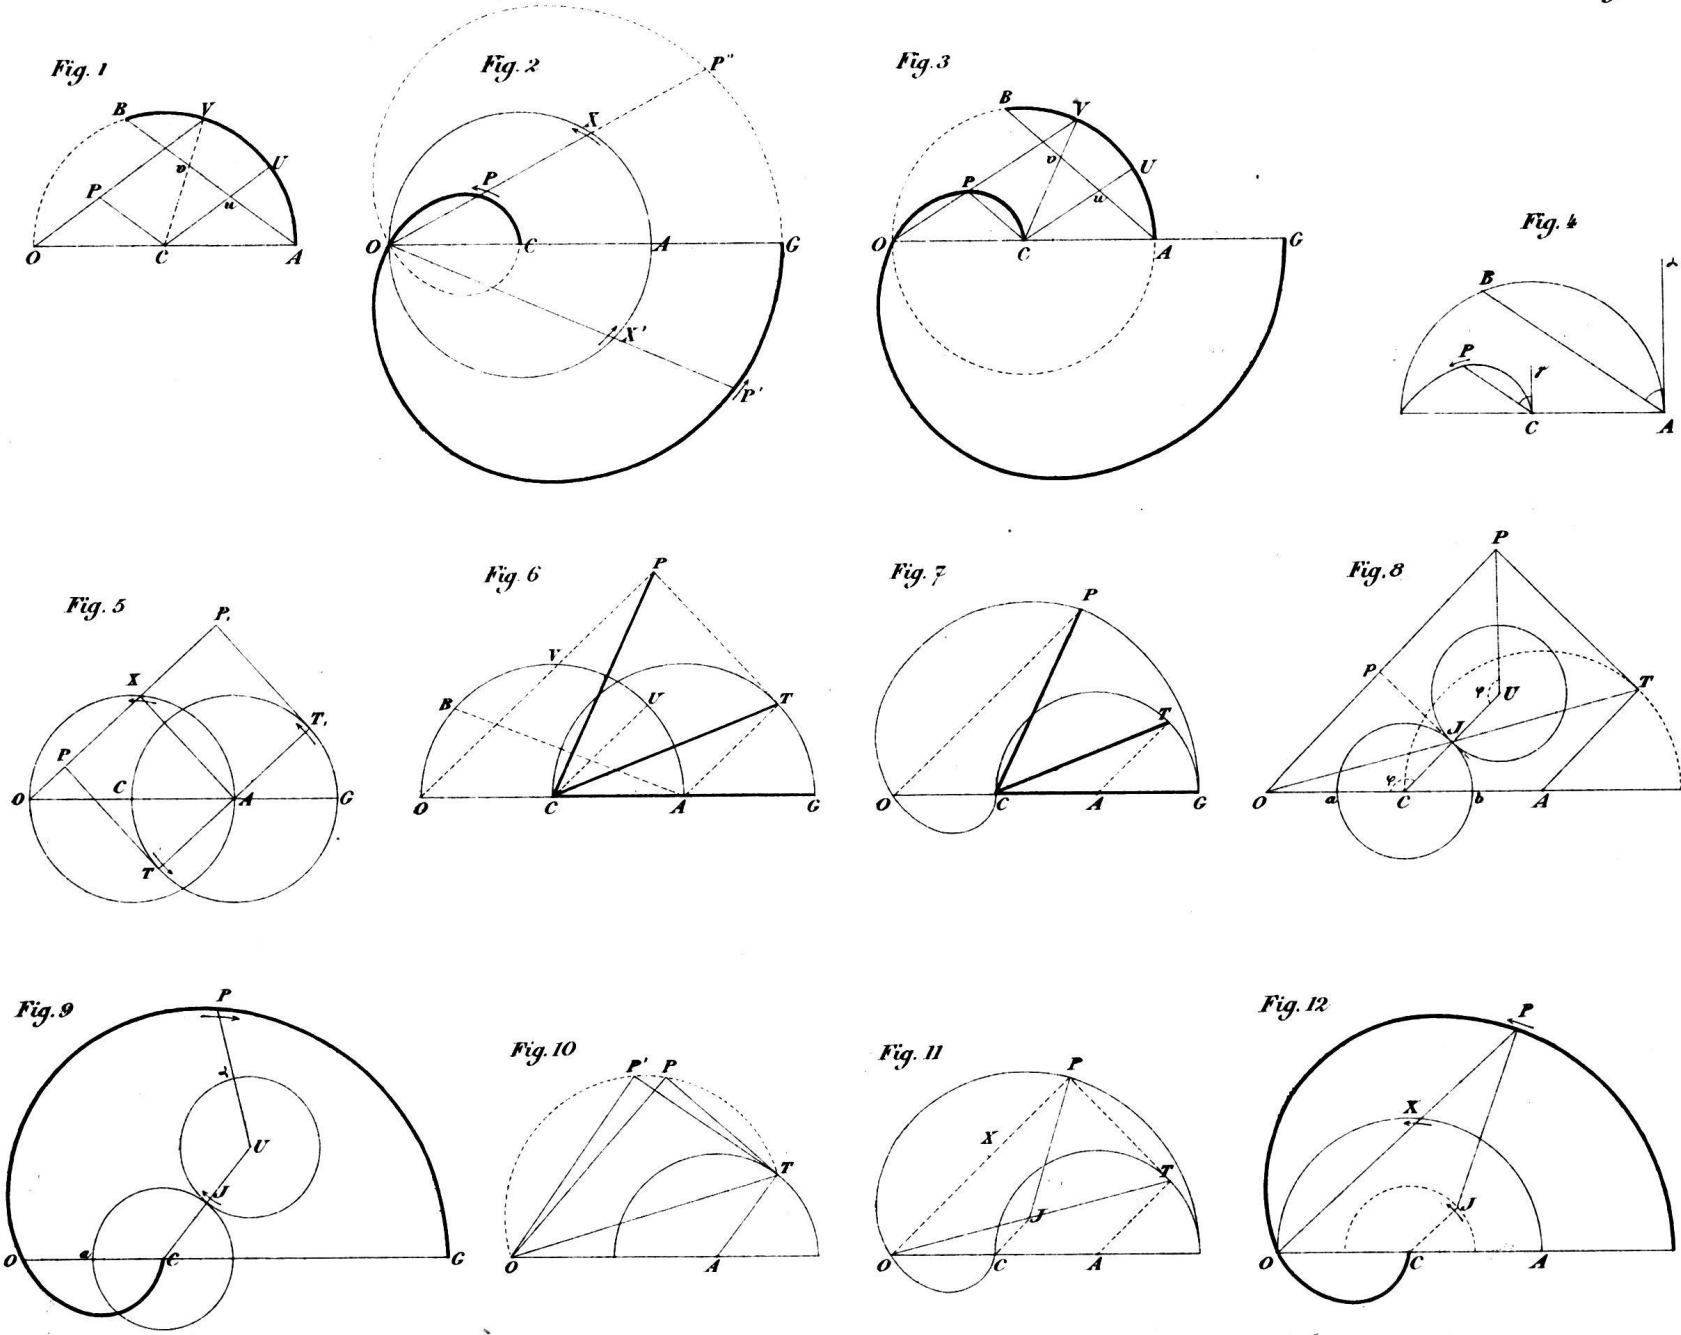 Fig. 1
B V
v U
P u
O C A
Fig. 2
P''
X
P
O C A G
X'
P'
Fig. 3
B V
v U
P u
O C A G
Fig. 4
B
P γ
C A
Fig. 5
P,
X
T,
P
O C A G
T
Fig. 6
P
V
B U T
O C A G
Fig. 7
P
T
O C A G
Fig. 8
P
P φ U T
J
φ
O a C b A
Fig. 9
P
α
U
J
O a C G
Fig. 10
P' P
T
O A
Fig. 11
P
X
T
J
O C A
Fig. 12
P
X
J
O C A